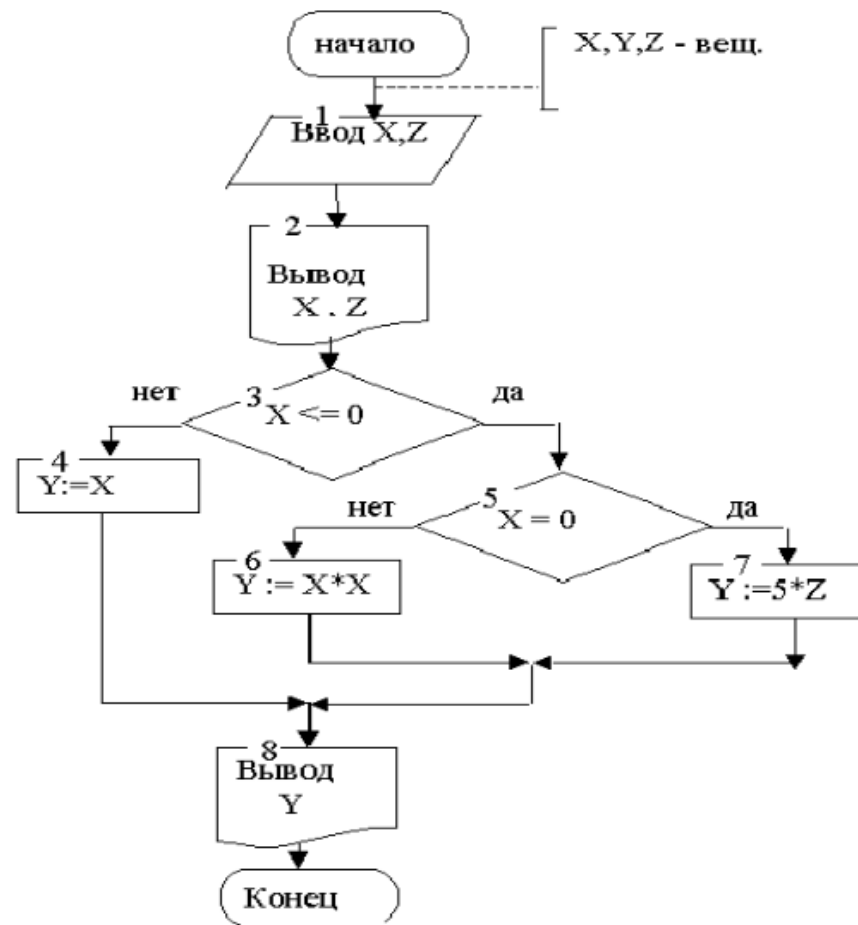 начало
X,Y,Z - вещ.
1
Ввод X,Z
2
Вывод
X . Z
нет
3
X <= 0
да
4
Y:=X
нет
5
X = 0
да
6
Y := X*X
7
Y :=5*Z
8
Вывод
Y
Конец